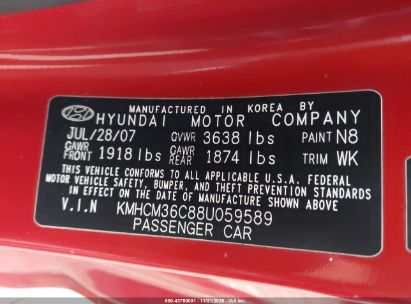 MANUFACTURED IN KOREA BY
HYUNDAI MOTOR COMPANY
JUL/28/07 GVWR 3638 lbs PAINT N8
GAWR FRONT 1918 lbs GAWR REAR 1874 lbs TRIM WK
THIS VEHICLE CONFORMS TO ALL APPLICABLE U.S.A. FEDERAL
MOTOR VEHICLE SAFETY, BUMPER, AND THEFT PREVENTION STANDARDS
IN EFFECT ON THE DATE OF MANUFACTURE SHOWN ABOVE.
V.I.N KMHCM36C88U059589
PASSENGER CAR